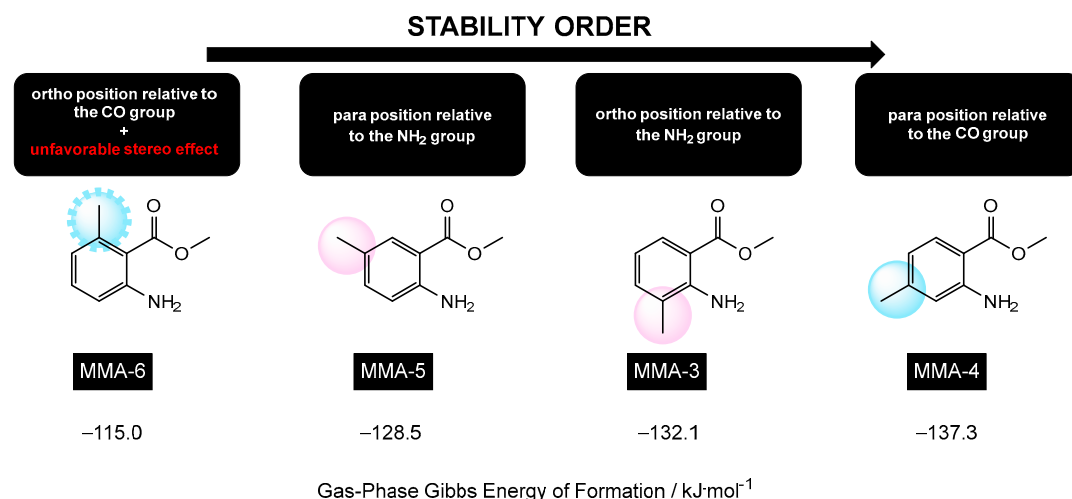 STABILITY ORDER
ortho position relative to
the CO group
+
unfavorable stereo effect
para position relative
to the NH₂ group
ortho position relative to
the NH₂ group
para position relative
to the CO group
O
O
NH₂
O
O
NH₂
O
O
NH₂
O
O
NH₂
MMA-6
MMA-5
MMA-3
MMA-4
–115.0
–128.5
–132.1
–137.3
Gas-Phase Gibbs Energy of Formation / kJ·mol⁻¹